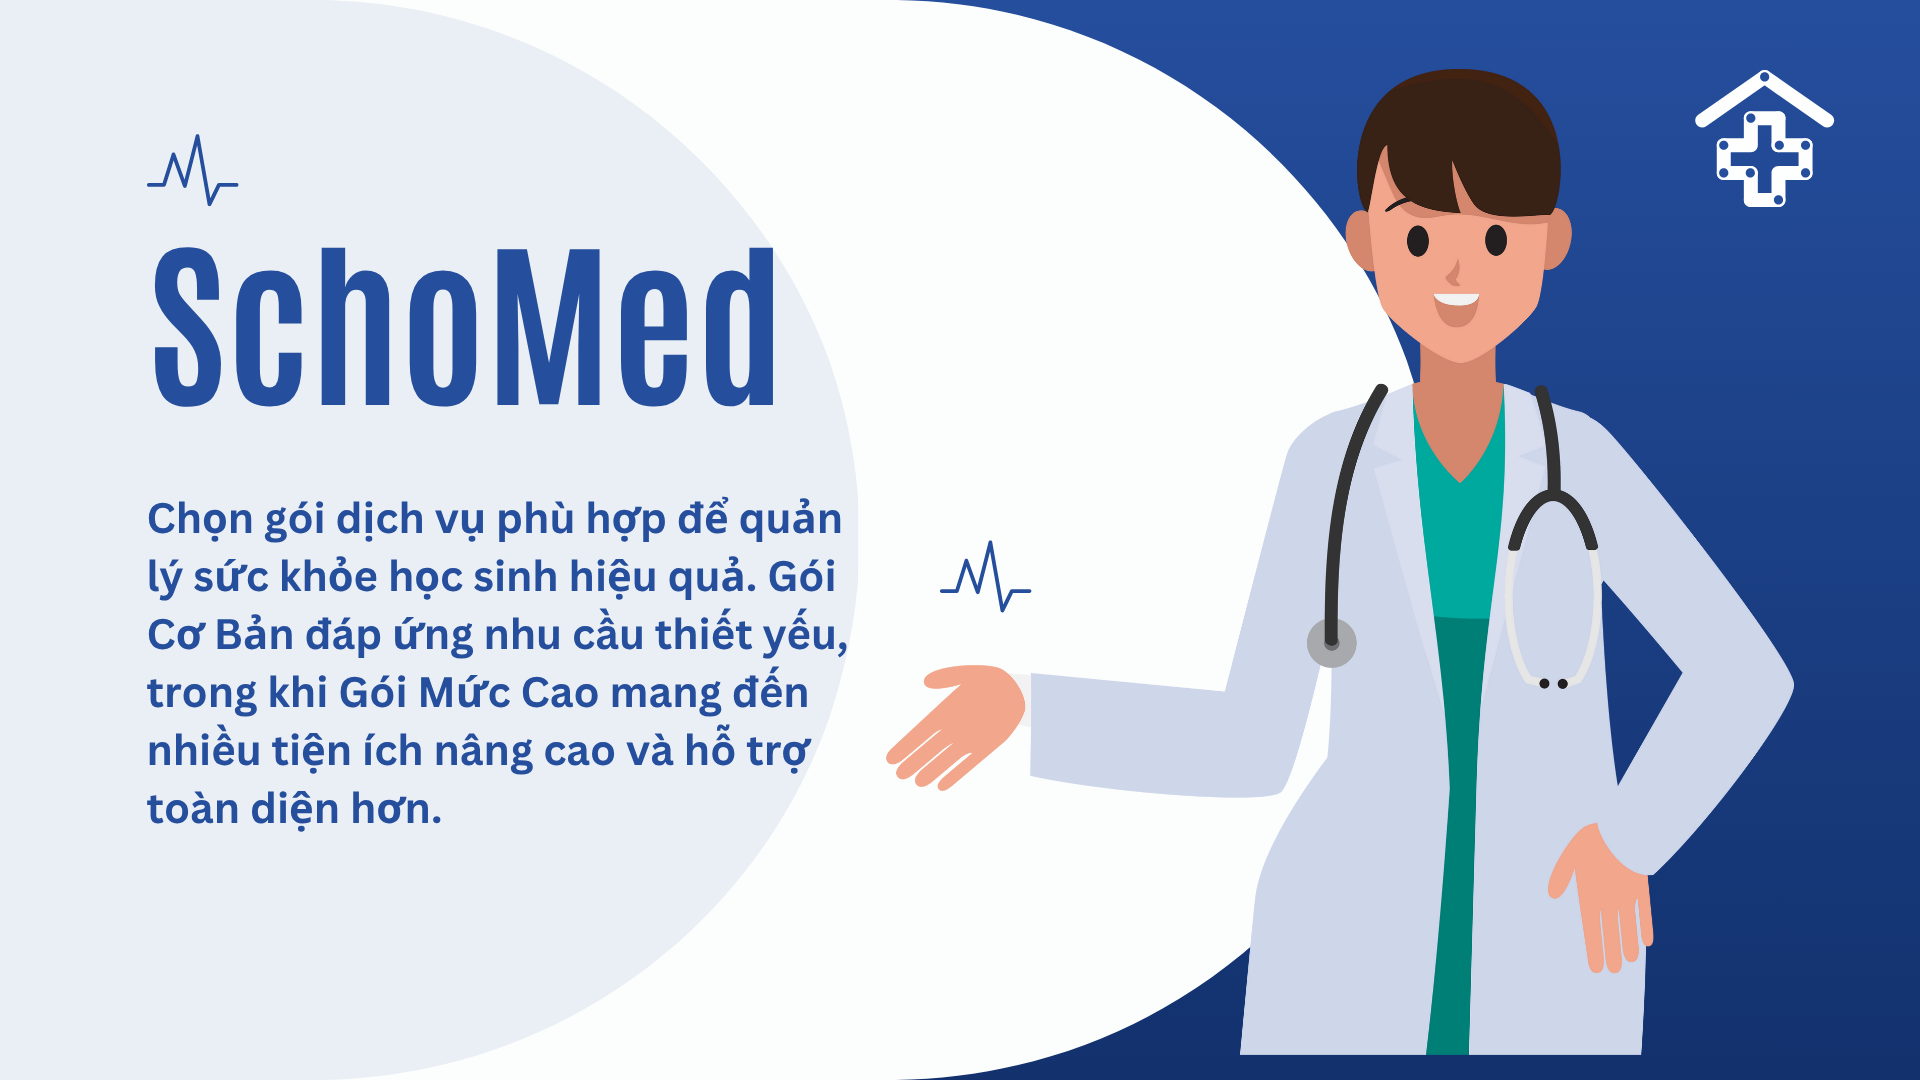 SchoMed
Chọn gói dịch vụ phù hợp để quản
lý sức khỏe học sinh hiệu quả. Gói
Cơ Bản đáp ứng nhu cầu thiết yếu,
trong khi Gói Mức Cao mang đến
nhiều tiện ích nâng cao và hỗ trợ
toàn diện hơn.